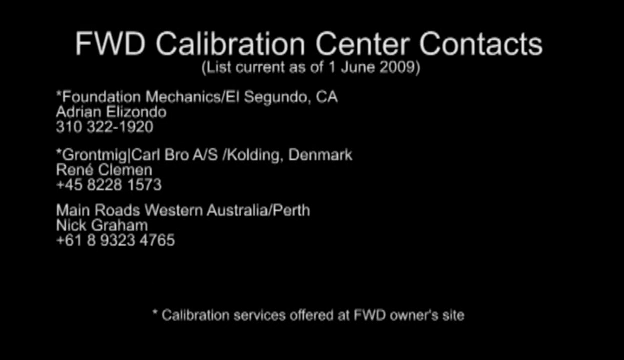 FWD Calibration Center Contacts
(List current as of 1 June 2009)
*Foundation Mechanics/El Segundo, CA
Adrian Elizondo
310 322-1920
*Grontmig|Carl Bro A/S /Kolding, Denmark
René Clemen
+45 8228 1573
Main Roads Western Australia/Perth
Nick Graham
+61 8 9323 4765
* Calibration services offered at FWD owner's site